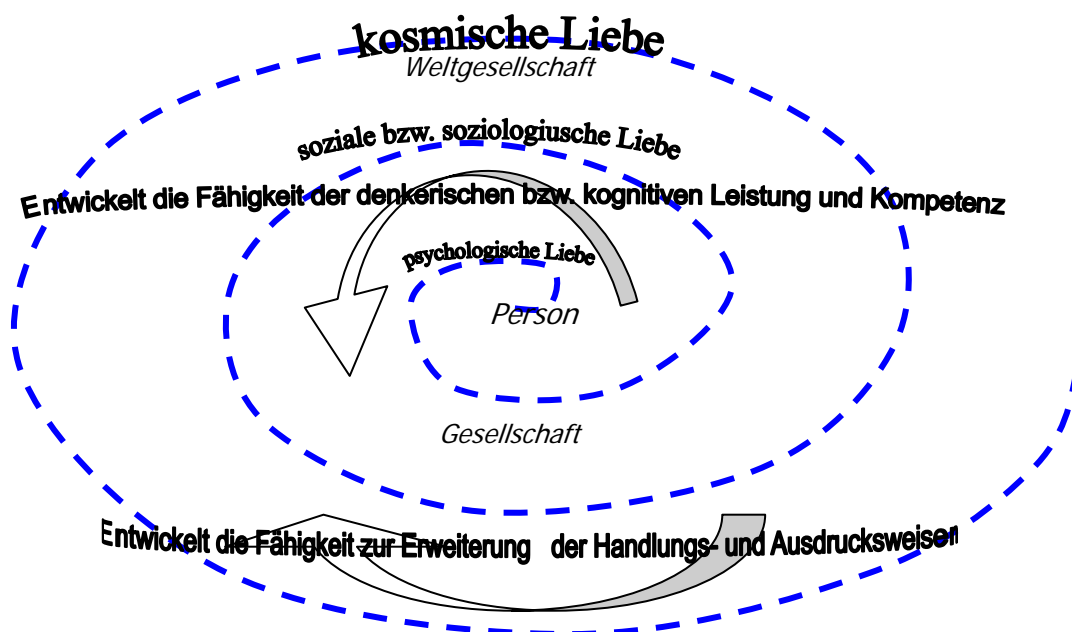 kosmische Liebe
Weltgesellschaft
soziale bzw. soziologiusche Liebe
Entwickelt die Fähigkeit der denkerischen bzw. kognitiven Leistung und Kompetenz
psychologische Liebe
Person
Gesellschaft
Entwickelt die Fähigkeit zur Erweiterung der Handlungs- und Ausdrucksweisen